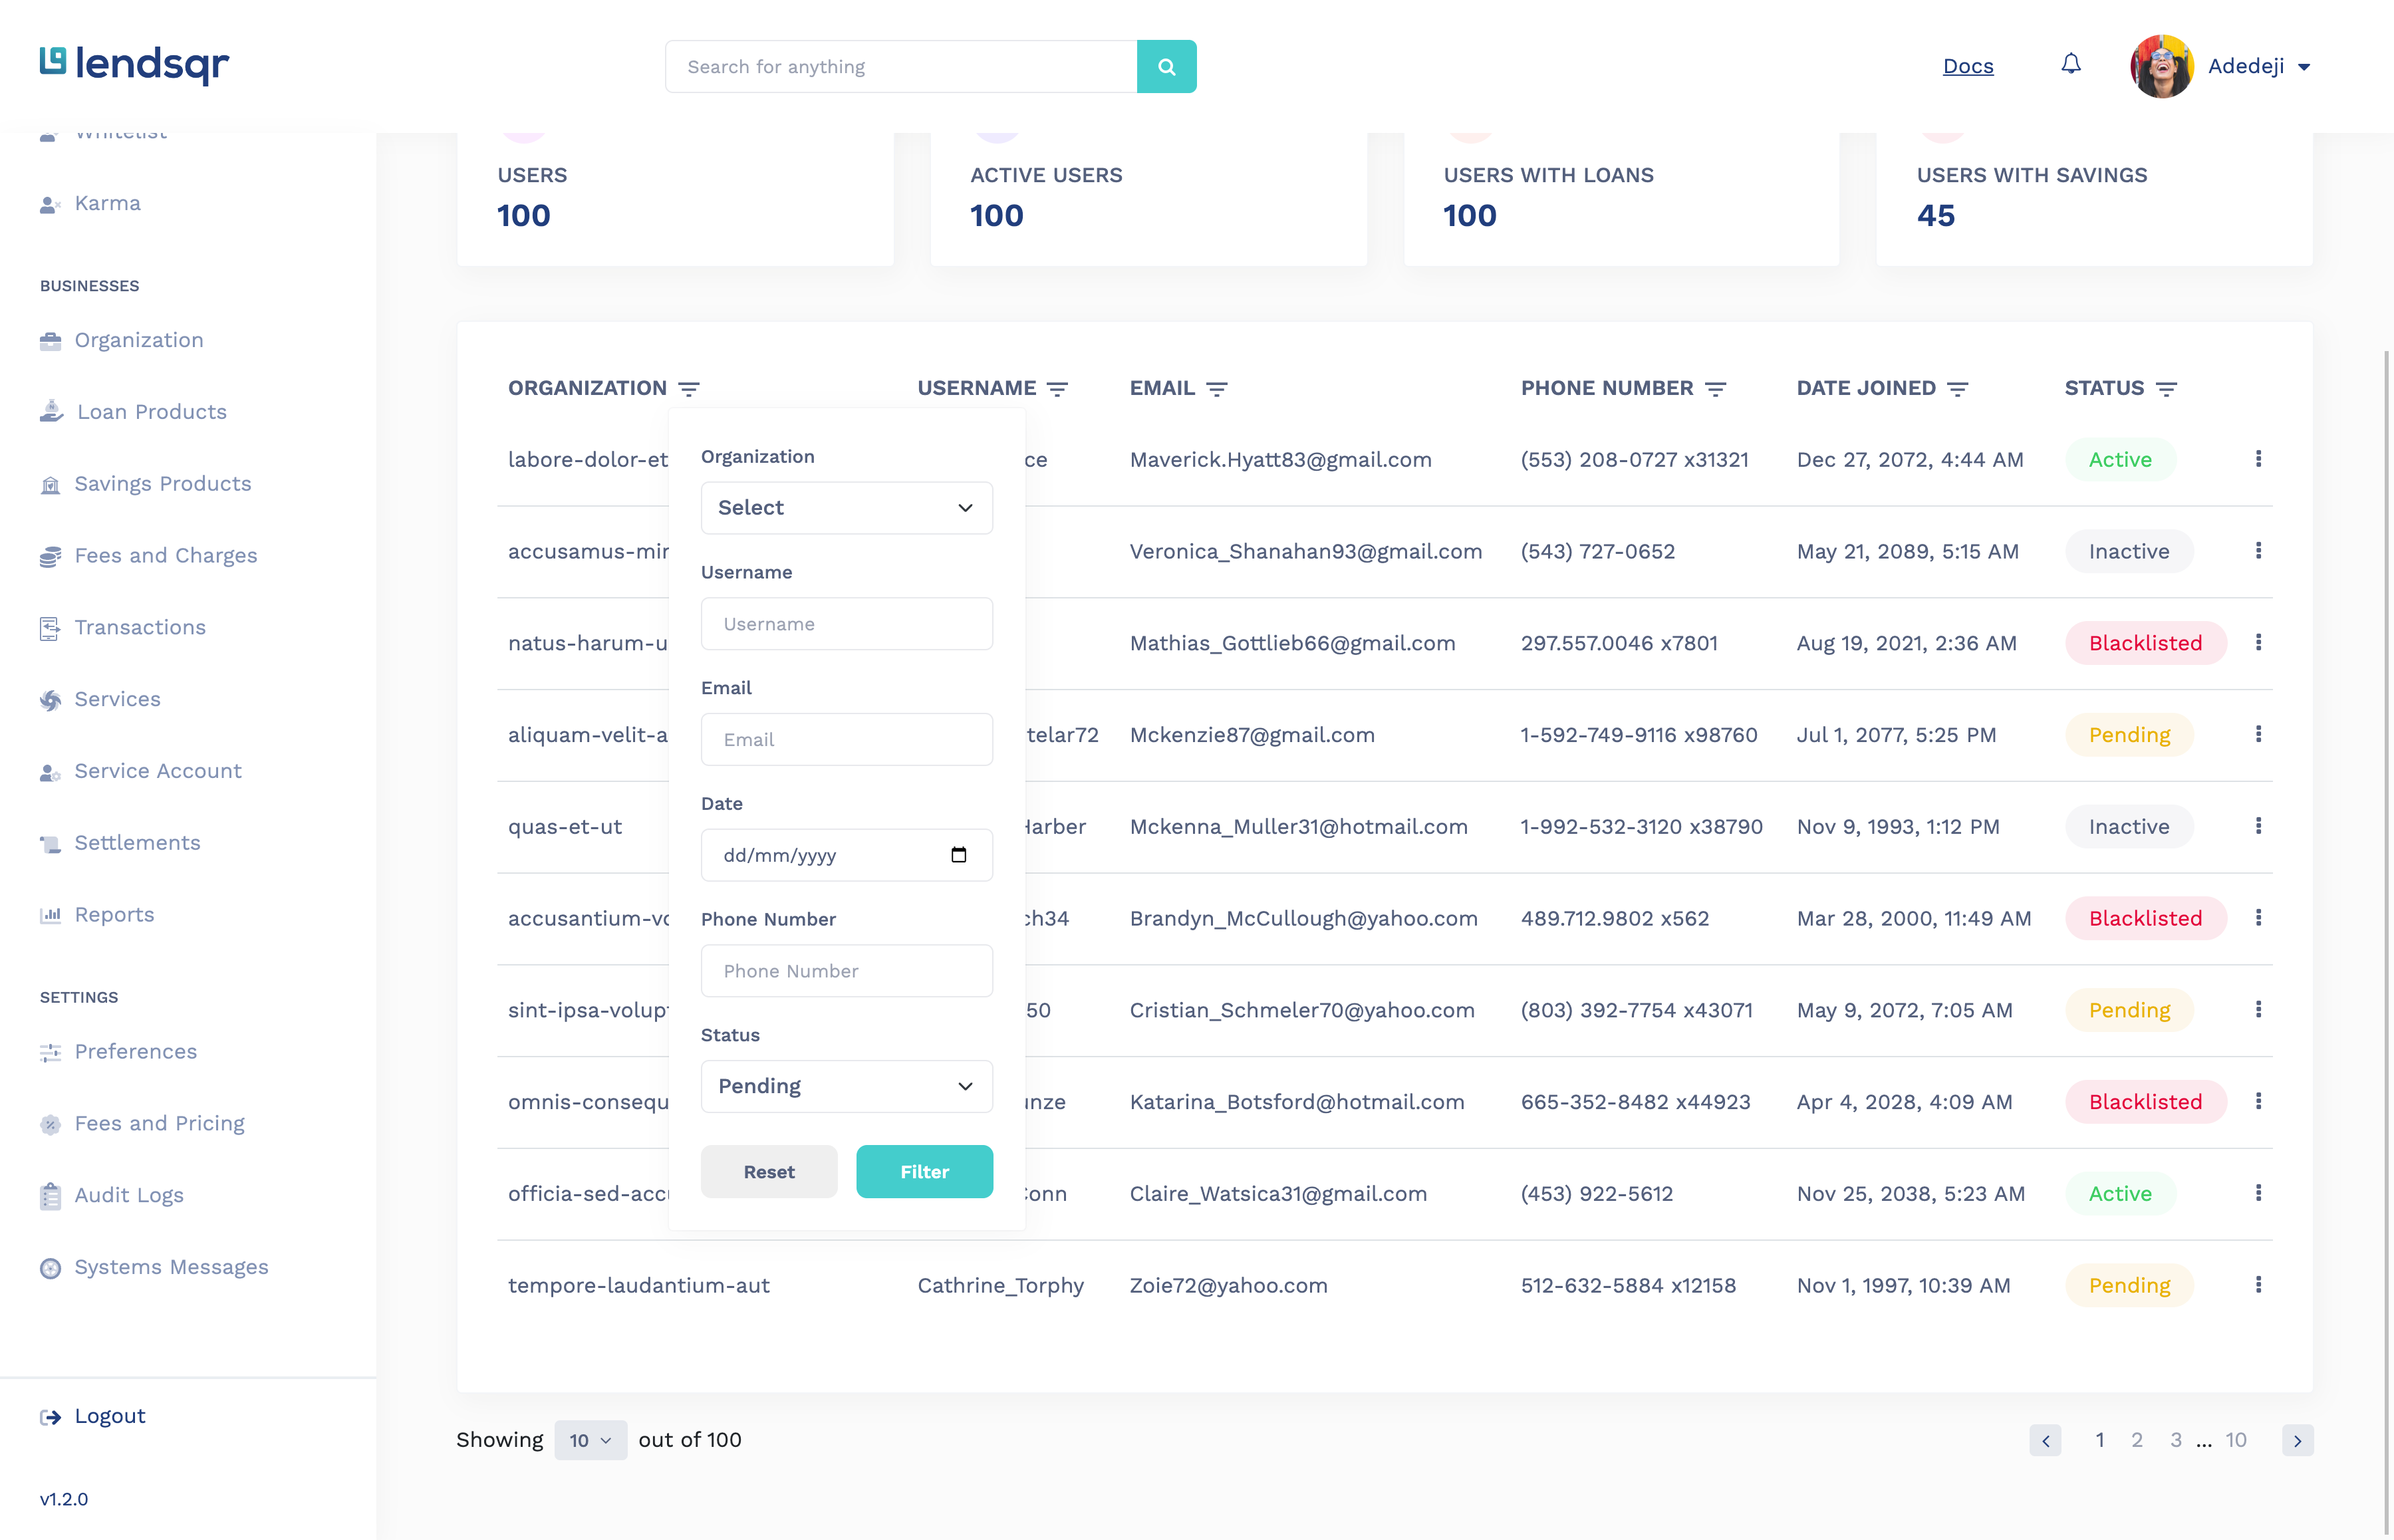 lendsqr
Search for anything
Docs
Adedeji
Whitelist
Karma
BUSINESSES
Organization
Loan Products
Savings Products
Fees and Charges
Transactions
Services
Service Account
Settlements
Reports
SETTINGS
Preferences
Fees and Pricing
Audit Logs
Systems Messages
Logout
v1.2.0
USERS
100
ACTIVE USERS
100
USERS WITH LOANS
100
USERS WITH SAVINGS
45
ORGANIZATION USERNAME EMAIL PHONE NUMBER DATE JOINED STATUS
labore-dolor-et ce Maverick.Hyatt83@gmail.com (553) 208-0727 x31321 Dec 27, 2072, 4:44 AM Active
accusamus-mir Veronica_Shanahan93@gmail.com (543) 727-0652 May 21, 2089, 5:15 AM Inactive
natus-harum-u Mathias_Gottlieb66@gmail.com 297.557.0046 x7801 Aug 19, 2021, 2:36 AM Blacklisted
aliquam-velit-a telar72 Mckenzie87@gmail.com 1-592-749-9116 x98760 Jul 1, 2077, 5:25 PM Pending
quas-et-ut Harber Mckenna_Muller31@hotmail.com 1-992-532-3120 x38790 Nov 9, 1993, 1:12 PM Inactive
accusantium-vo ch34 Brandyn_McCullough@yahoo.com 489.712.9802 x562 Mar 28, 2000, 11:49 AM Blacklisted
sint-ipsa-volup 50 Cristian_Schmeler70@yahoo.com (803) 392-7754 x43071 May 9, 2072, 7:05 AM Pending
omnis-consequ unze Katarina_Botsford@hotmail.com 665-352-8482 x44923 Apr 4, 2028, 4:09 AM Blacklisted
officia-sed-acc Conn Claire_Watsica31@gmail.com (453) 922-5612 Nov 25, 2038, 5:23 AM Active
tempore-laudantium-aut Cathrine_Torphy Zoie72@yahoo.com 512-632-5884 x12158 Nov 1, 1997, 10:39 AM Pending
Organization
Select
Username
Username
Email
Email
Date
dd/mm/yyyy
Phone Number
Phone Number
Status
Pending
Reset Filter
Showing 10 out of 100
1 2 3 ... 10